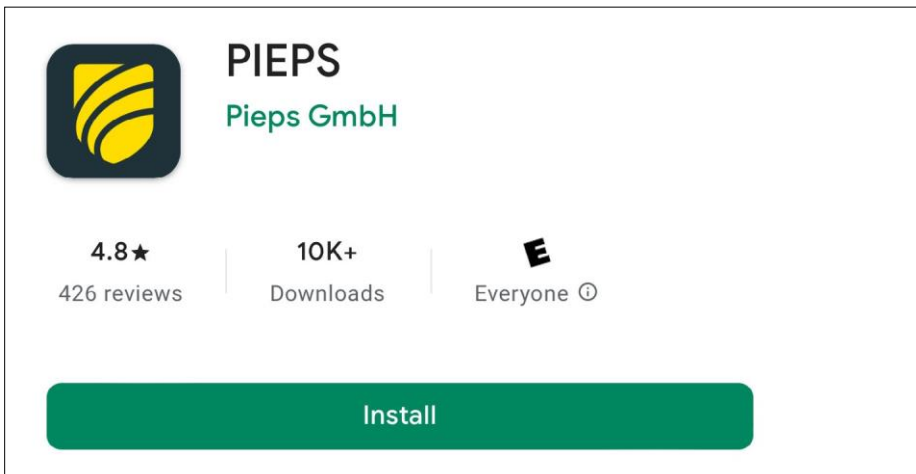 PIEPS
Pieps GmbH
4.8★ 10K+ E
426 reviews Downloads Everyone ⓘ
Install